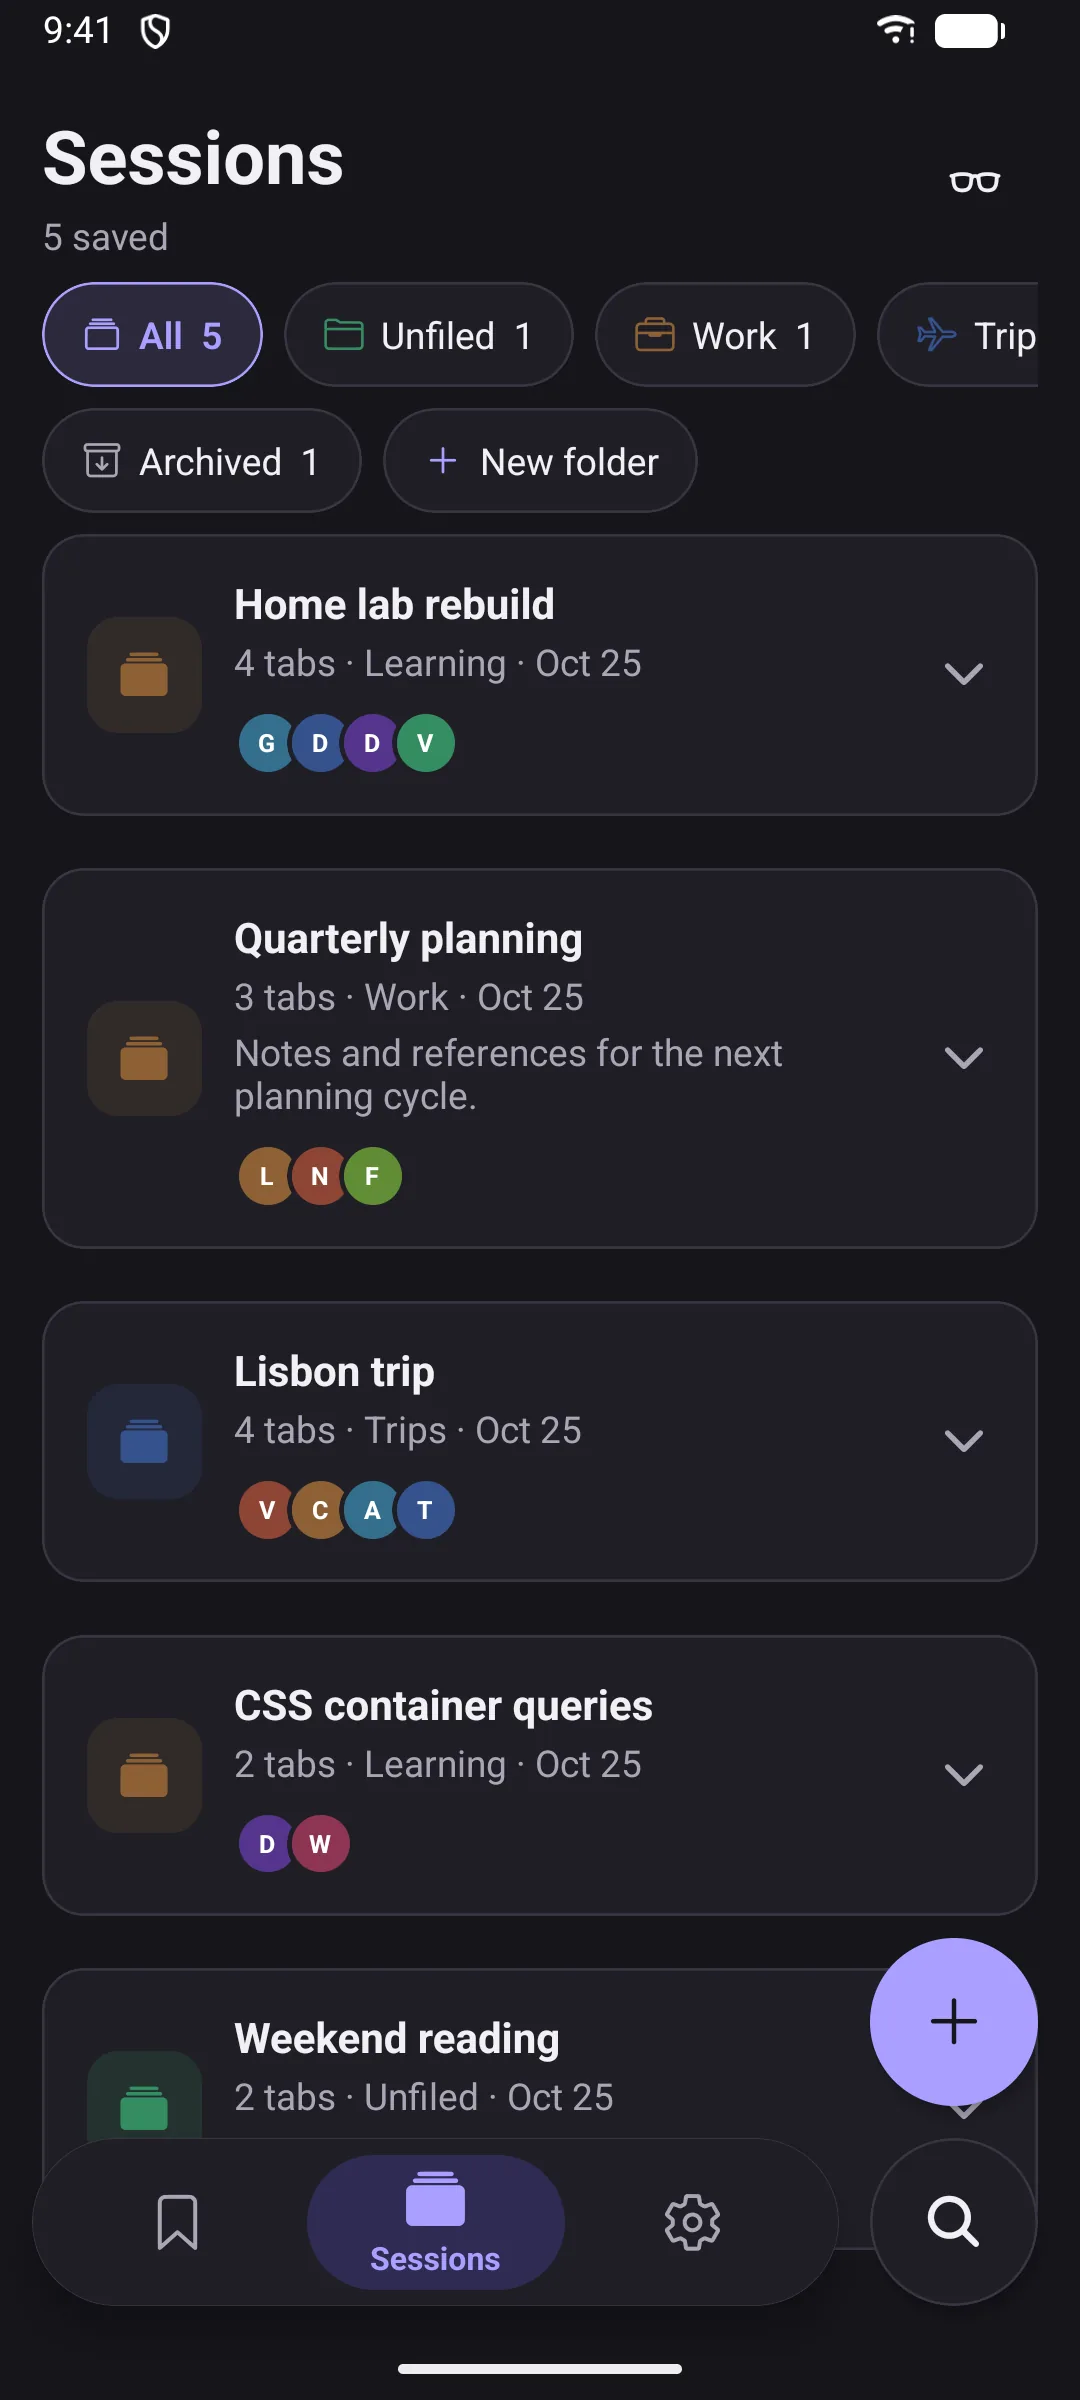 9:41
Sessions
5 saved
All 5
Unfiled 1
Work 1
Trip
Archived 1
New folder
Home lab rebuild
4 tabs · Learning · Oct 25
G D D V
Quarterly planning
3 tabs · Work · Oct 25
Notes and references for the next
planning cycle.
L N F
Lisbon trip
4 tabs · Trips · Oct 25
V C A T
CSS container queries
2 tabs · Learning · Oct 25
D W
Weekend reading
2 tabs · Unfiled · Oct 25
Sessions